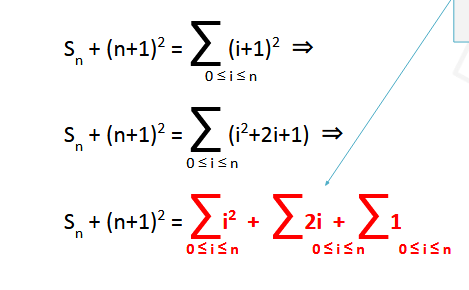 Sₙ + (n+1)² = ∑ (i+1)² ⇒
0≤i≤n
Sₙ + (n+1)² = ∑ (i²+2i+1) ⇒
0≤i≤n
Sₙ + (n+1)² = ∑i² + ∑2i + ∑1
0≤i≤n 0≤i≤n 0≤i≤n